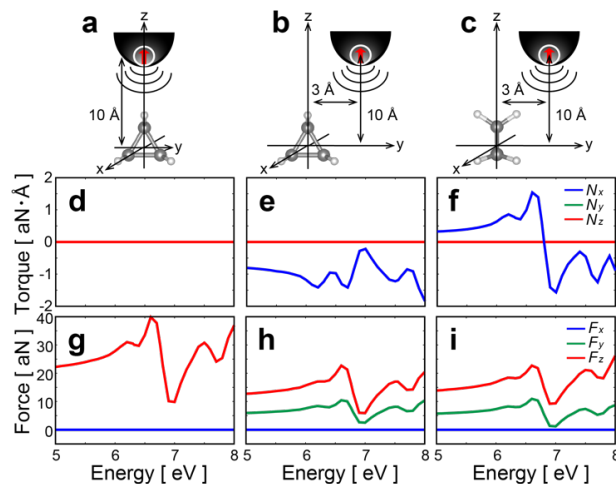 a
b
c
z
z
z
10 Å
3 Å
10 Å
3 Å
10 Å
y
x
y
x
y
x
Torque [ aN·Å ]
2
1
0
-1
-2
d
e
f
Nx
Ny
Nz
Force [ aN ]
40
30
20
10
0
g
h
i
Fx
Fy
Fz
5 6 7 8
5 6 7 8
5 6 7 8
Energy [ eV ]
Energy [ eV ]
Energy [ eV ]